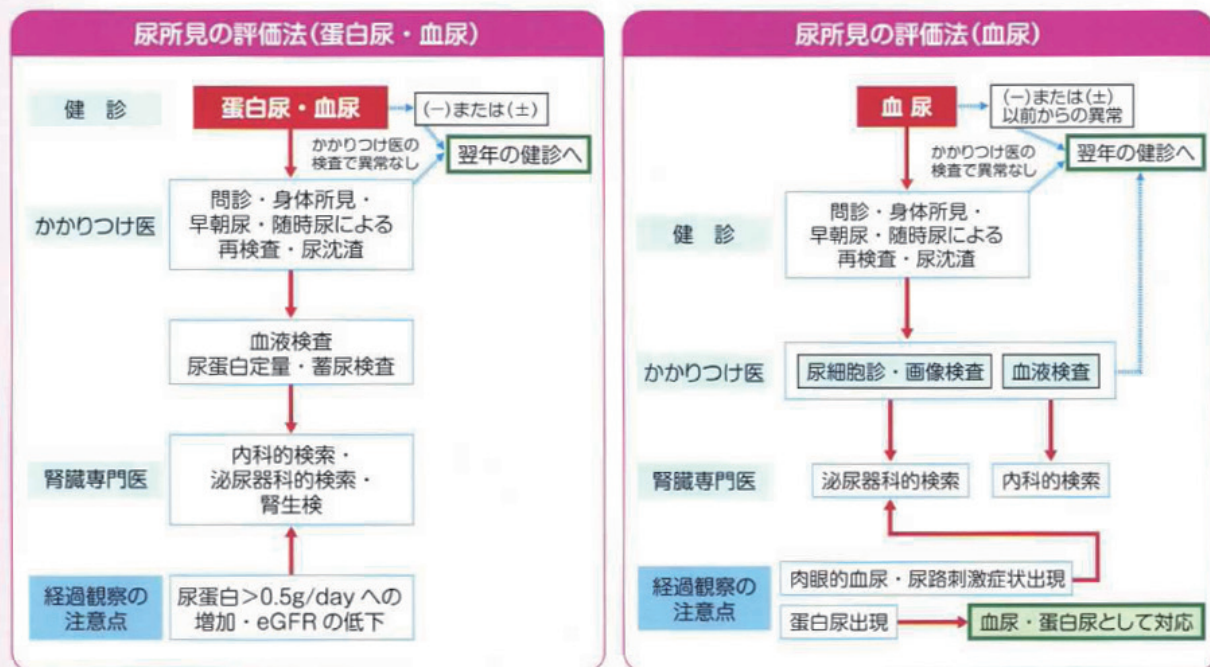 尿所見の評価法(蛋白尿・血尿)
健 診
蛋白尿・血尿
(−)または(±)
かかりつけ医の
検査で異常なし
翌年の健診へ
かかりつけ医
問診・身体所見・
早朝尿・随時尿による
再検査・尿沈渣
血液検査
尿蛋白定量・蓄尿検査
腎臓専門医
内科的検索・
泌尿器科的検索・
腎生検
経過観察の
注意点
尿蛋白>0.5g/day への
増加・eGFR の低下
尿所見の評価法(血尿)
血 尿
(−)または(±)
以前からの異常
かかりつけ医の
検査で異常なし
翌年の健診へ
健 診
問診・身体所見・
早朝尿・随時尿による
再検査・尿沈渣
かかりつけ医
尿細胞診・画像検査
血液検査
腎臓専門医
泌尿器科的検索
内科的検索
経過観察の
注意点
肉眼的血尿・尿路刺激症状出現
蛋白尿出現
血尿・蛋白尿として対応